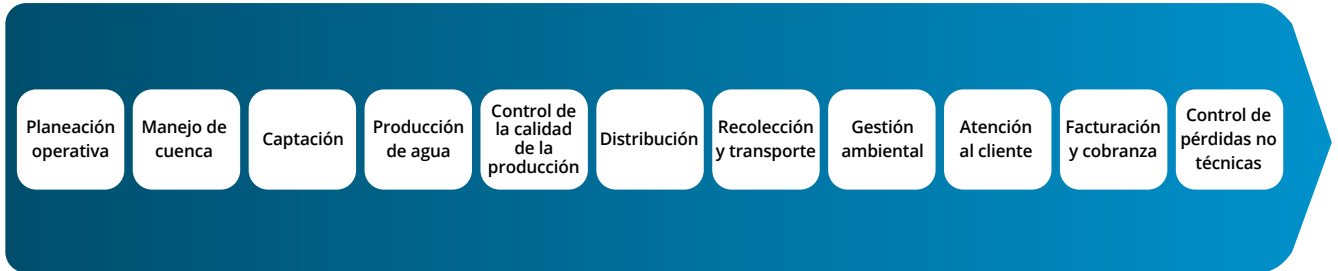 Planeación
operativa
Manejo de
cuenca
Captación
Producción
de agua
Control de
la calidad
de la
producción
Distribución
Recolección
y transporte
Gestión
ambiental
Atención
al cliente
Facturación
y cobranza
Control de
pérdidas no
técnicas